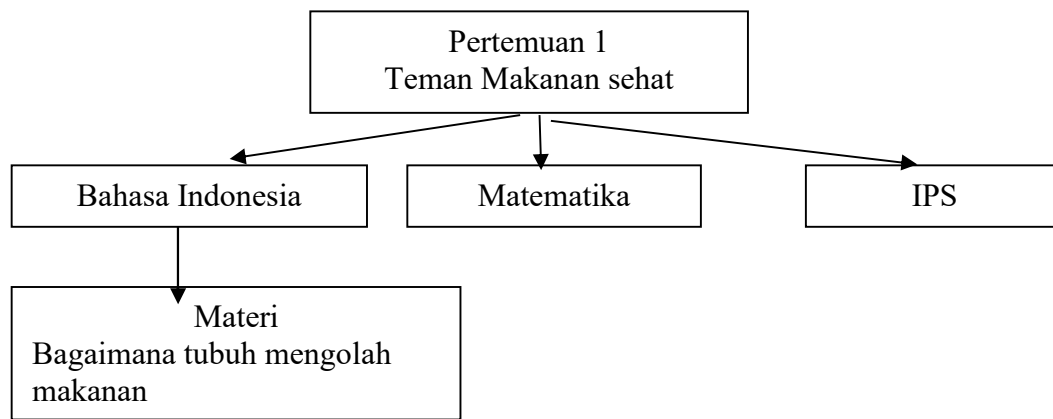 Pertemuan 1
Teman Makanan sehat
Bahasa Indonesia
Matematika
IPS
Materi
Bagaimana tubuh mengolah
makanan